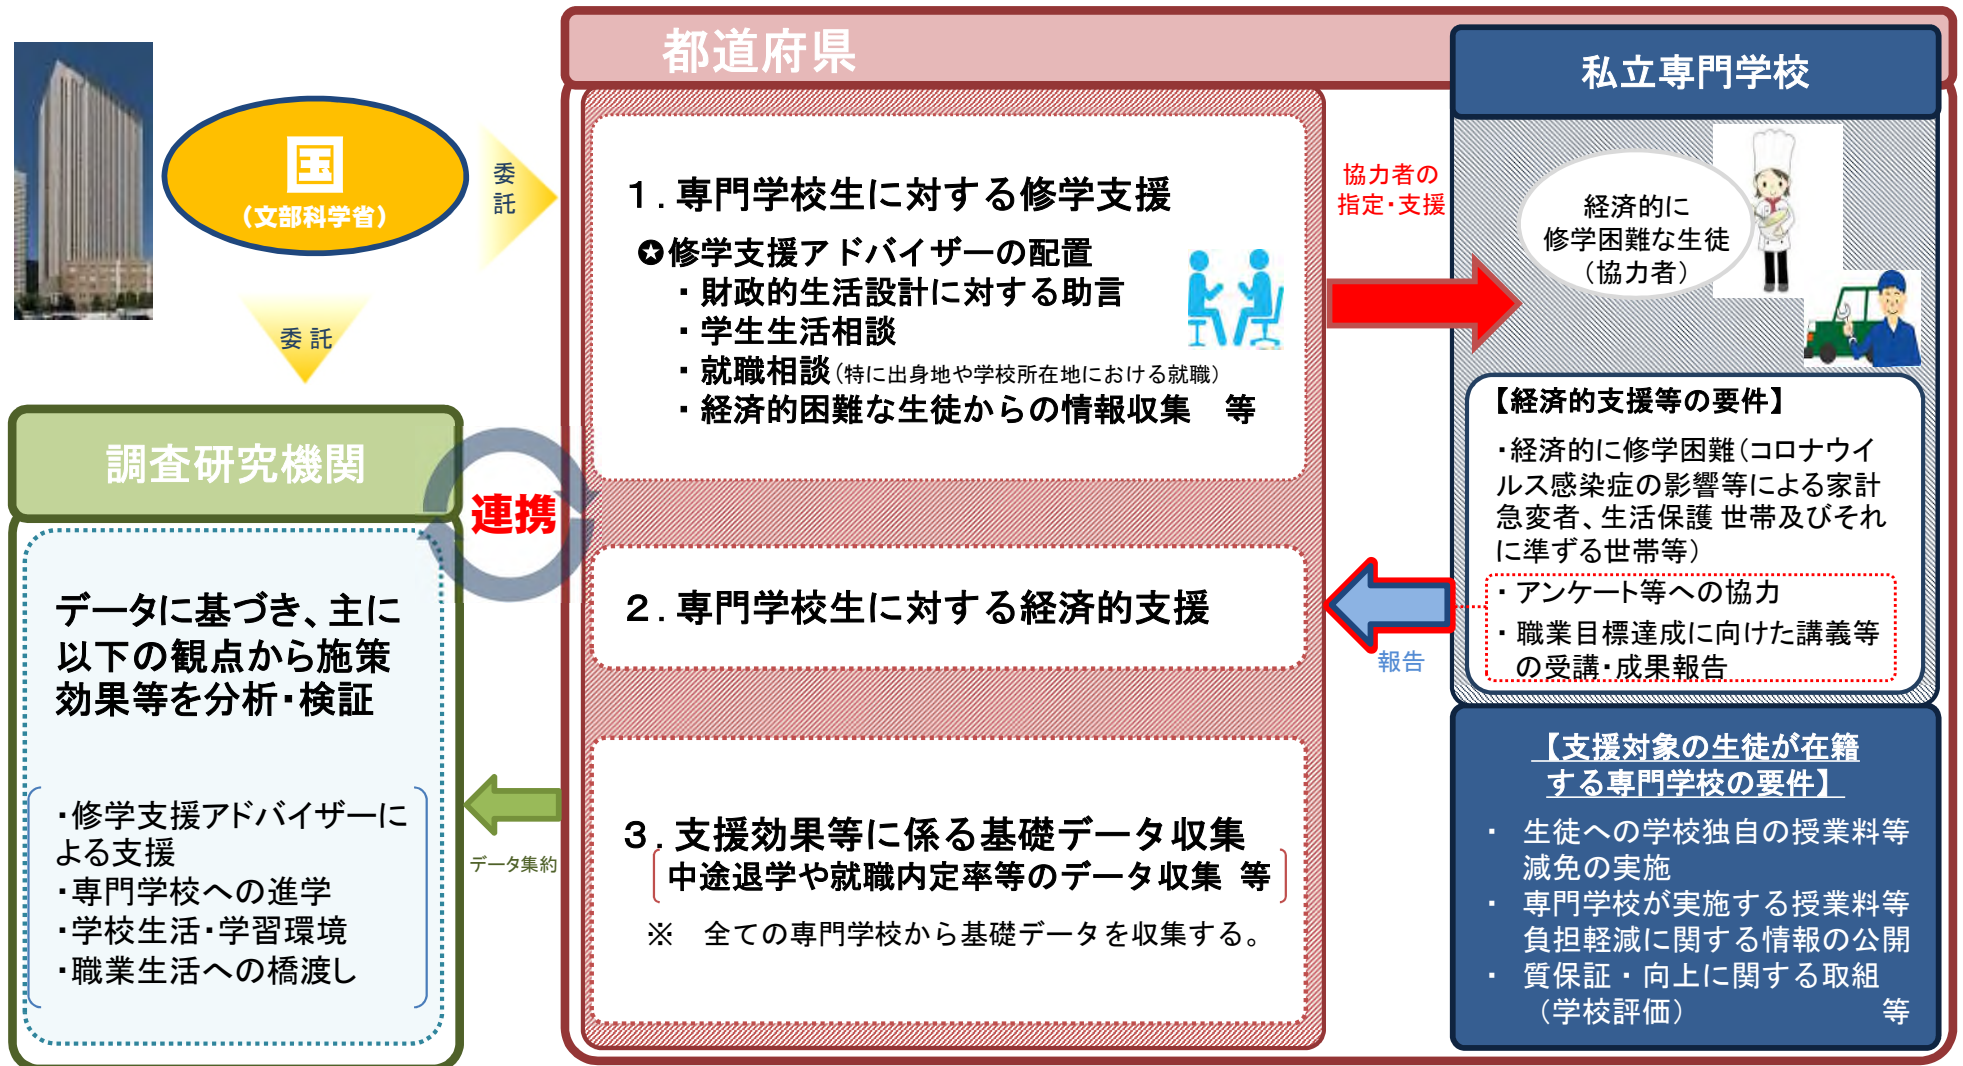 国
（文部科学省）
委
託
委 託
調査研究機関
連携
データに基づき、主に
以下の観点から施策
効果等を分析・検証
・修学支援アドバイザーに
よる支援
・専門学校への進学
・学校生活・学習環境
・職業生活への橋渡し
データ集約
都道府県
１．専門学校生に対する修学支援
✪修学支援アドバイザーの配置
・財政的生活設計に対する助言
・学生生活相談
・就職相談（特に出身地や学校所在地における就職）
・経済的困難な生徒からの情報収集　等
２．専門学校生に対する経済的支援
３．支援効果等に係る基礎データ収集
中途退学や就職内定率等のデータ収集 等
※　全ての専門学校から基礎データを収集する。
協力者の
指定・支援
報告
私立専門学校
経済的に
修学困難な生徒
（協力者）
【経済的支援等の要件】
・経済的に修学困難（コロナウイ
ルス感染症の影響等による家計
急変者、生活保護 世帯及びそれ
に準ずる世帯等）
・アンケート等への協力
・職業目標達成に向けた講義等
の受講・成果報告
【支援対象の生徒が在籍
する専門学校の要件】
・ 生徒への学校独自の授業料等
減免の実施
・ 専門学校が実施する授業料等
負担軽減に関する情報の公開
・ 質保証・向上に関する取組
（学校評価）　　　　　　等